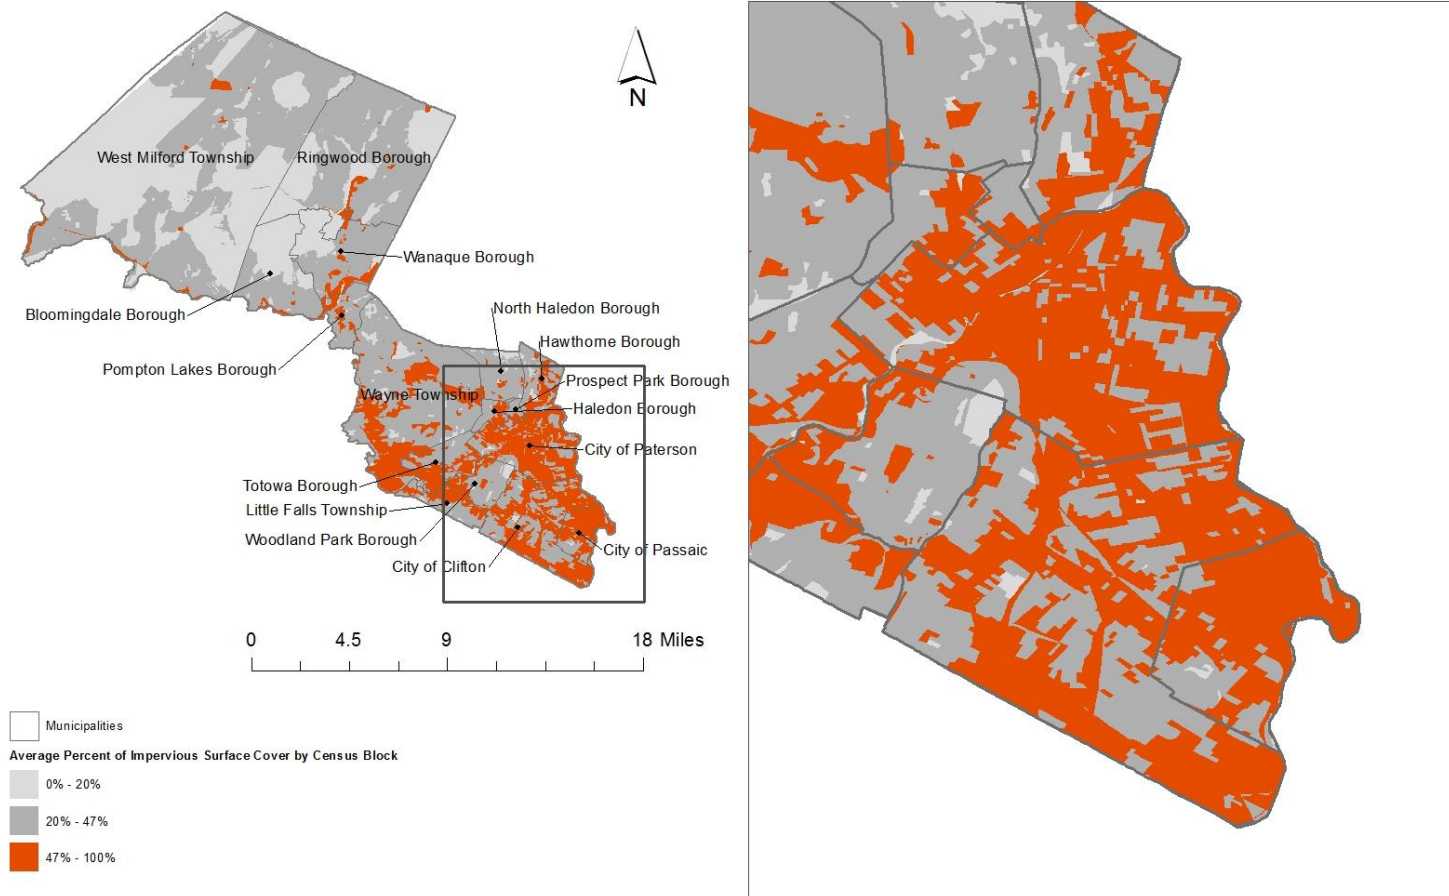 N
West Milford Township
Ringwood Borough
Wanaque Borough
Bloomingdale Borough
North Haledon Borough
Hawthorne Borough
Pompton Lakes Borough
Prospect Park Borough
Wayne Township
Haledon Borough
City of Paterson
Totowa Borough
Little Falls Township
Woodland Park Borough
City of Passaic
City of Clifton
0 4.5 9 18 Miles
Municipalities
Average Percent of Impervious Surface Cover by Census Block
0% - 20%
20% - 47%
47% - 100%